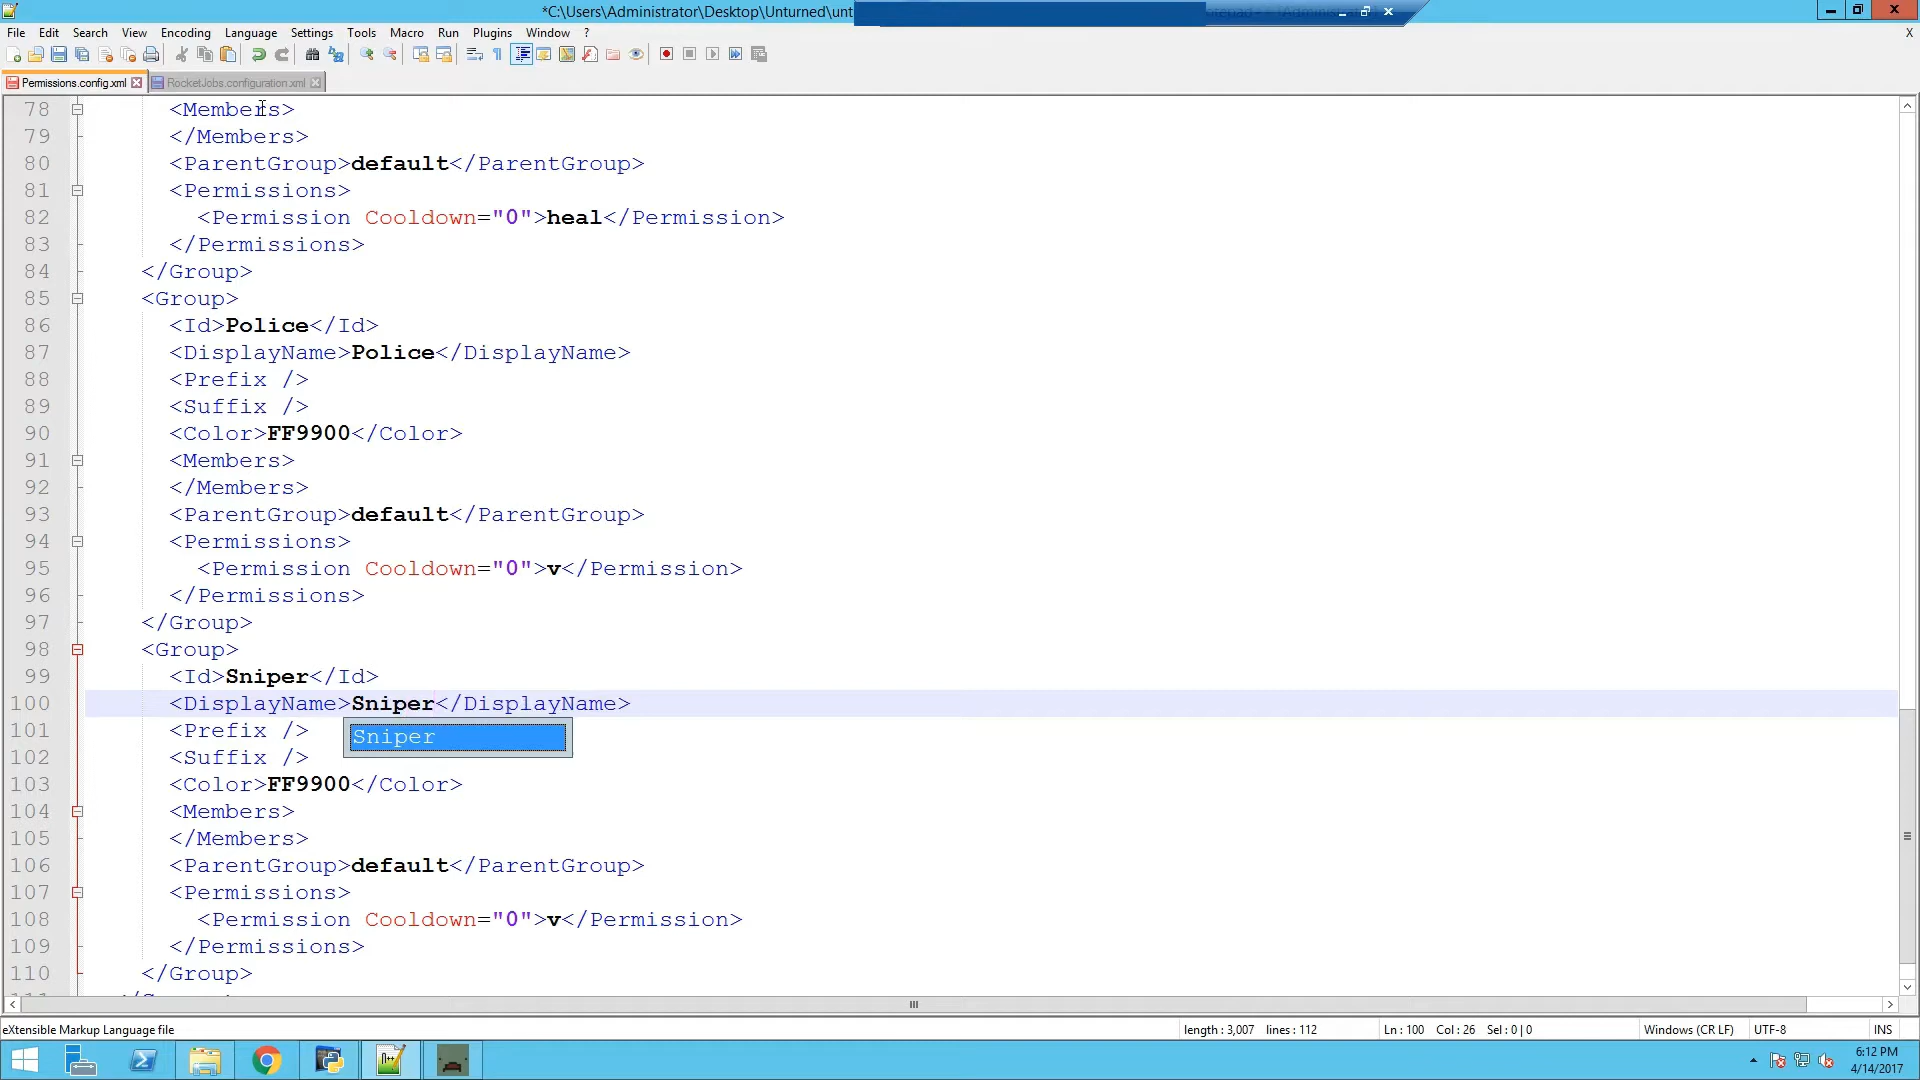 *C:\Users\Administrator\Desktop\Unturned\unt
File Edit Search View Encoding Language Settings Tools Macro Run Plugins Window ? X
Permissions.config.xml RocketJobs.configuration.xml
78 <Members>
79 </Members>
80 <ParentGroup>default</ParentGroup>
81 <Permissions>
82 <Permission Cooldown="0">heal</Permission>
83 </Permissions>
84 </Group>
85 <Group>
86 <Id>Police</Id>
87 <DisplayName>Police</DisplayName>
88 <Prefix />
89 <Suffix />
90 <Color>FF9900</Color>
91 <Members>
92 </Members>
93 <ParentGroup>default</ParentGroup>
94 <Permissions>
95 <Permission Cooldown="0">v</Permission>
96 </Permissions>
97 </Group>
98 <Group>
99 <Id>Sniper</Id>
100 <DisplayName>Sniper</DisplayName>
101 <Prefix />
Sniper
102 <Suffix />
103 <Color>FF9900</Color>
104 <Members>
105 </Members>
106 <ParentGroup>default</ParentGroup>
107 <Permissions>
108 <Permission Cooldown="0">v</Permission>
109 </Permissions>
110 </Group>
eXtensible Markup Language file length : 3,007 lines : 112 Ln : 100 Col : 26 Sel : 0 | 0 Windows (CR LF) UTF-8 INS
6:12 PM
4/14/2017